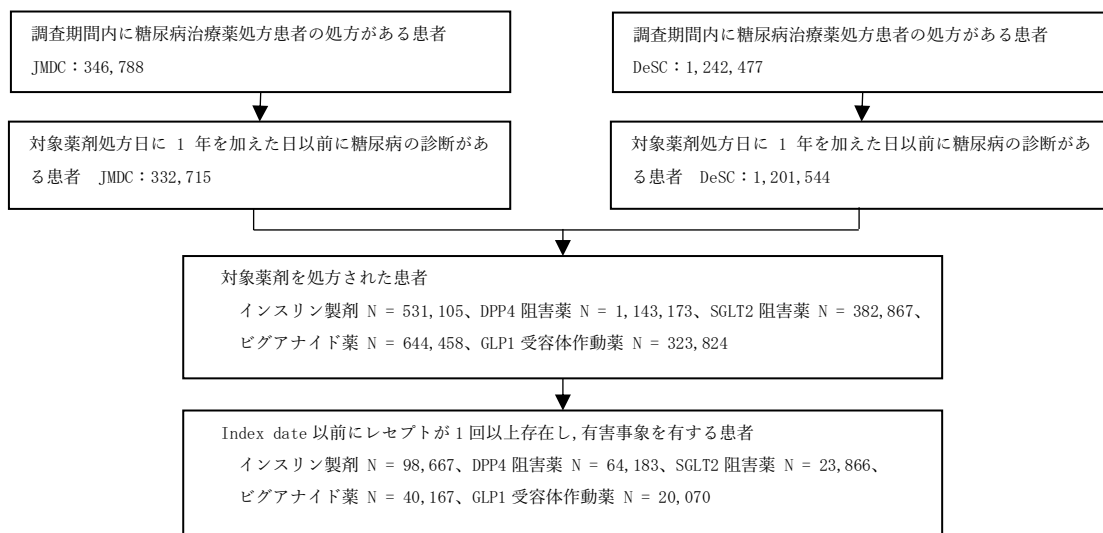 調査期間内に糖尿病治療薬処方患者の処方がある患者
JMDC：346,788
調査期間内に糖尿病治療薬処方患者の処方がある患者
DeSC：1,242,477
対象薬剤処方日に 1 年を加えた日以前に糖尿病の診断があ
る患者　JMDC：332,715
対象薬剤処方日に 1 年を加えた日以前に糖尿病の診断があ
る患者　DeSC：1,201,544
対象薬剤を処方された患者
インスリン製剤 N = 531,105、DPP4 阻害薬 N = 1,143,173、SGLT2 阻害薬 N = 382,867、
ビグアナイド薬 N = 644,458、GLP1 受容体作動薬 N = 323,824
Index date 以前にレセプトが 1 回以上存在し,有害事象を有する患者
インスリン製剤 N = 98,667、DPP4 阻害薬 N = 64,183、SGLT2 阻害薬 N = 23,866、
ビグアナイド薬 N = 40,167、GLP1 受容体作動薬 N = 20,070